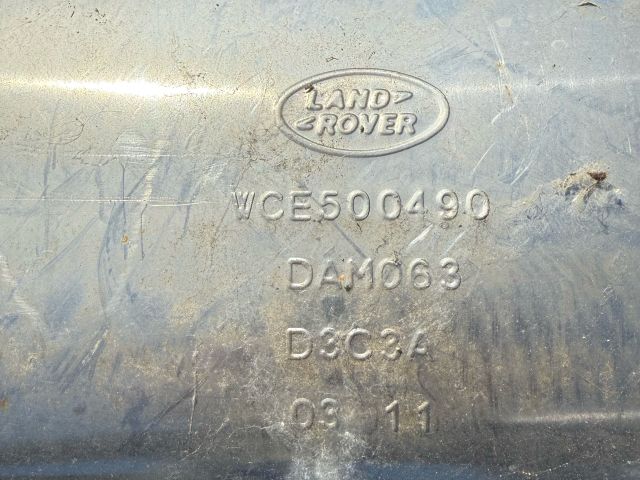 LAND
ROVER
WCE500490
DAM063
D3C3A
03 11